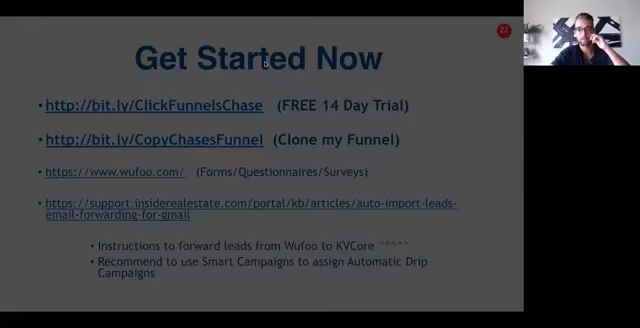 27
Get Started Now
• http://bit.ly/ClickFunnelsChase (FREE 14 Day Trial)
• http://bit.ly/CopyChasesFunnel (Clone my Funnel)
• https://www.wufoo.com/ (Forms/Questionnaires/Surveys)
• https://support.insiderealestate.com/portal/kb/articles/auto-import-leads-
email-forwarding-for-gmail
• Instructions to forward leads from Wufoo to KVCore ^^^^^
• Recommend to use Smart Campaigns to assign Automatic Drip
Campaigns